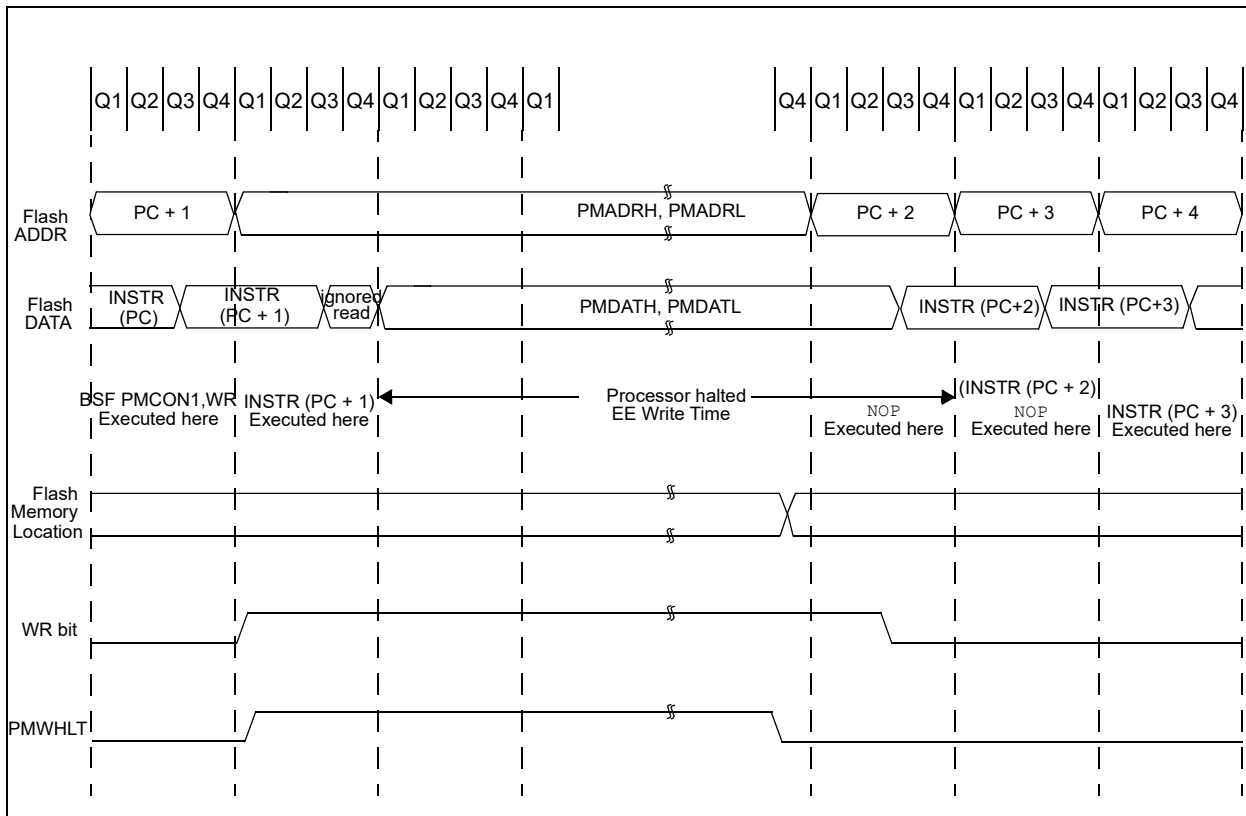 Q1 Q2 Q3 Q4 Q1 Q2 Q3 Q4 Q1 Q2 Q3 Q4 Q1 Q4 Q1 Q2 Q3 Q4 Q1 Q2 Q3 Q4 Q1 Q2 Q3 Q4
Flash
ADDR
PC + 1
PMADRH, PMADRL
PC + 2
PC + 3
PC + 4
Flash
DATA
INSTR
(PC)
INSTR
(PC + 1)
ignored
read
PMDATH, PMDATL
INSTR (PC+2)
INSTR (PC+3)
BSF PMCON1,WR
Executed here
INSTR (PC + 1)
Executed here
Processor halted
EE Write Time
NOP
Executed here
(INSTR (PC + 2)
NOP
Executed here
INSTR (PC + 3)
Executed here
Flash
Memory
Location
WR bit
PMWHLT